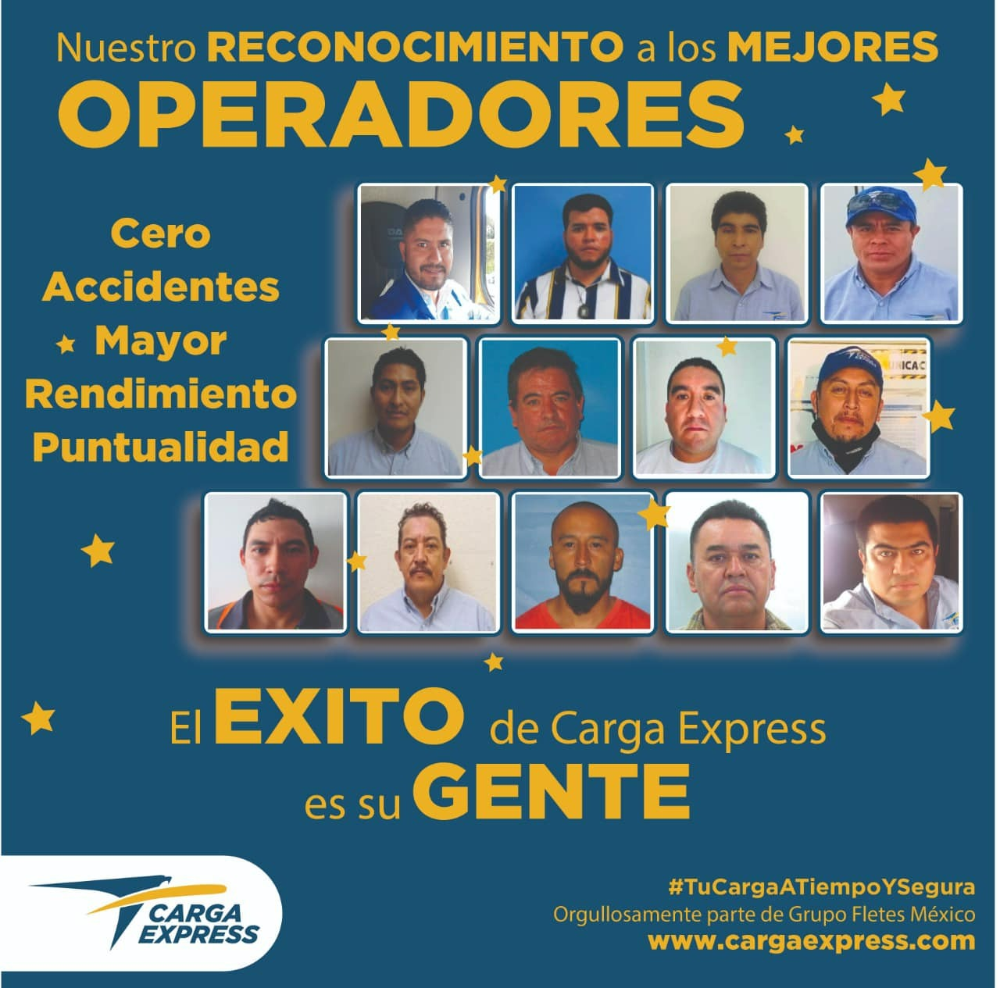 Nuestro RECONOCIMIENTO a los MEJORES
OPERADORES
Cero
Accidentes
Mayor
Rendimiento
Puntualidad
El EXITO de Carga Express
es su GENTE
CARGA
EXPRESS
#TuCargaATiempoYSegura
Orgullosamente parte de Grupo Fletes México
www.cargaexpress.com